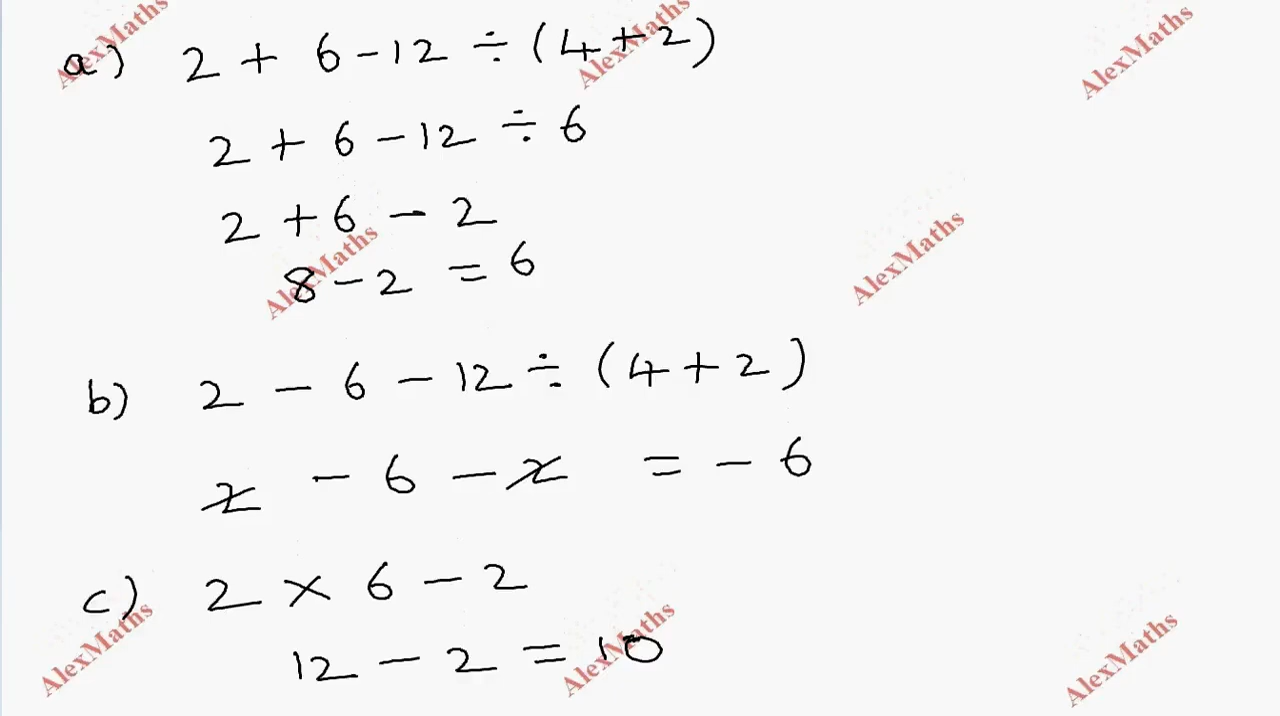 a) 2 + 6 - 12 ÷ (4 + 2)
2 + 6 - 12 ÷ 6
2 + 6 - 2
8 - 2 = 6
b) 2 - 6 - 12 ÷ (4 + 2)
2 - 6 - 2 = - 6
c) 2 × 6 - 2
12 - 2 = 10
AlexMaths
AlexMaths
AlexMaths
AlexMaths
AlexMaths
AlexMaths
AlexMaths
AlexMaths